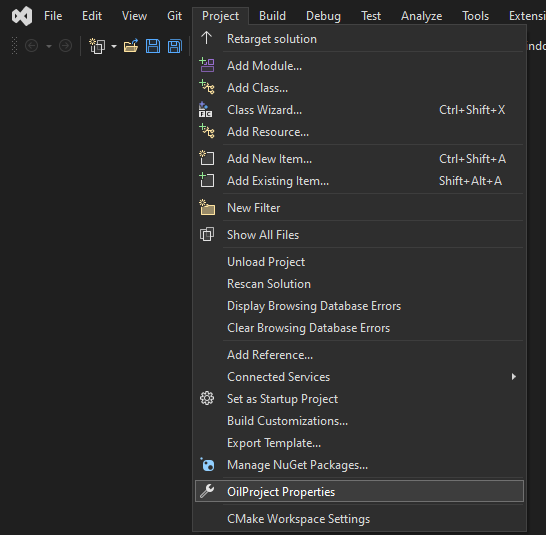 File Edit View Git Project Build Debug Test Analyze Tools Extensi
Retarget solution
Add Module...
Add Class...
Class Wizard... Ctrl+Shift+X
Add Resource...
Add New Item... Ctrl+Shift+A
Add Existing Item... Shift+Alt+A
New Filter
Show All Files
Unload Project
Rescan Solution
Display Browsing Database Errors
Clear Browsing Database Errors
Add Reference...
Connected Services
Set as Startup Project
Build Customizations...
Export Template...
Manage NuGet Packages...
OilProject Properties
CMake Workspace Settings